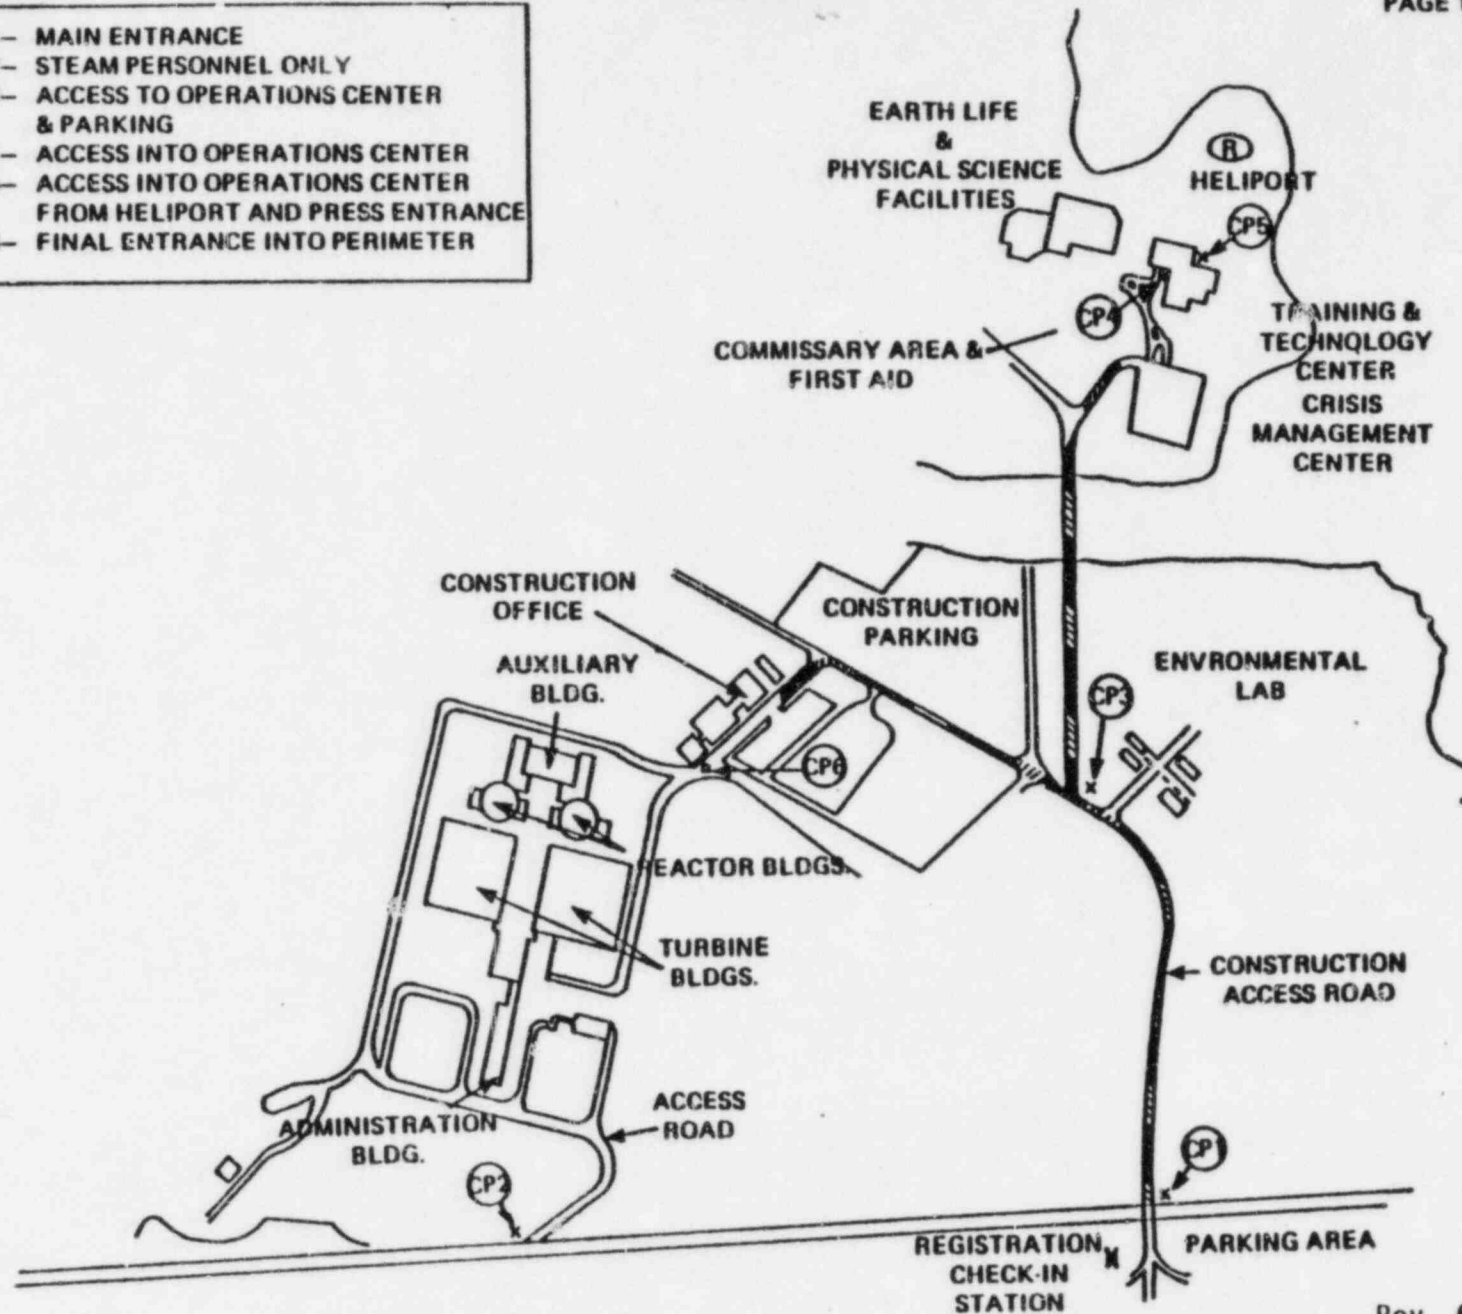 PAGE
– MAIN ENTRANCE
– STEAM PERSONNEL ONLY
– ACCESS TO OPERATIONS CENTER
& PARKING
– ACCESS INTO OPERATIONS CENTER
– ACCESS INTO OPERATIONS CENTER
FROM HELIPORT AND PRESS ENTRANCE
– FINAL ENTRANCE INTO PERIMETER
EARTH LIFE
&
PHYSICAL SCIENCE
FACILITIES
R
HELIPORT
CP5
CP4
TRAINING &
TECHNOLOGY
CENTER
CRISIS
MANAGEMENT
CENTER
COMMISSARY AREA &
FIRST AID
CONSTRUCTION
OFFICE
CONSTRUCTION
PARKING
AUXILIARY
BLDG.
ENVRONMENTAL
LAB
CP3
CP6
REACTOR BLDGS.
TURBINE
BLDGS.
CONSTRUCTION
ACCESS ROAD
ACCESS
ROAD
ADMINISTRATION
BLDG.
CP2
CP1
REGISTRATION
CHECK-IN
STATION
PARKING AREA
Rev.